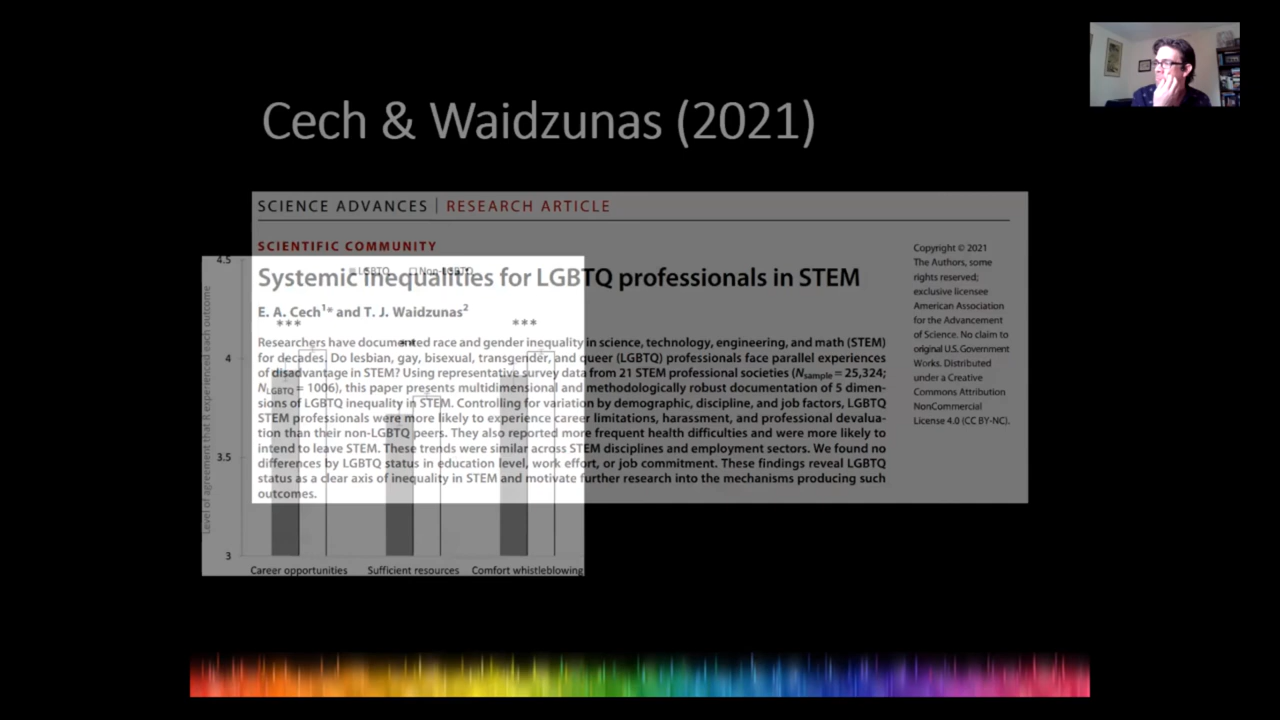 Cech & Waidzunas (2021)
SCIENCE ADVANCES | RESEARCH ARTICLE
SCIENTIFIC COMMUNITY
Systemic inequalities for LGBTQ professionals in STEM
E. A. Cech1* and T. J. Waidzunas2
Researchers have documented race and gender inequality in science, technology, engineering, and math (STEM)
for decades. Do lesbian, gay, bisexual, transgender, and queer (LGBTQ) professionals face parallel experiences
of disadvantage in STEM? Using representative survey data from 21 STEM professional societies (Nsample = 25,324;
NLGBTQ = 1006), this paper presents multidimensional and methodologically robust documentation of 5 dimen-
sions of LGBTQ inequality in STEM. Controlling for variation by demographic, discipline, and job factors, LGBTQ
STEM professionals were more likely to experience career limitations, harassment, and professional devalua-
tion than their non-LGBTQ peers. They also reported more frequent health difficulties and were more likely to
intend to leave STEM. These trends were similar across STEM disciplines and employment sectors. We found no
differences by LGBTQ status in education level, work effort, or job commitment. These findings reveal LGBTQ
status as a clear axis of inequality in STEM and motivate further research into the mechanisms producing such
outcomes.
Copyright © 2021
The Authors, some
rights reserved;
exclusive licensee
American Association
for the Advancement
of Science. No claim to
original U.S. Government
Works. Distributed
under a Creative
Commons Attribution
NonCommercial
License 4.0 (CC BY-NC).
LGBTQ Non-LGBTQ
Level of agreement that R experienced each outcome
4.5
4
3.5
3
*** ** ***
Career opportunities Sufficient resources Comfort whistleblowing